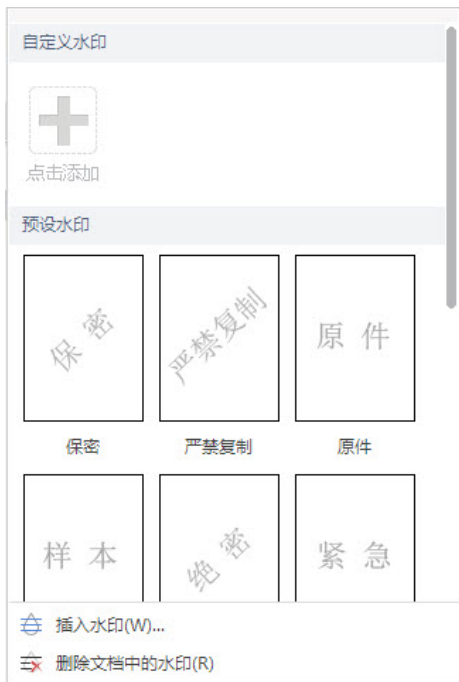 自定义水印
点击添加
预设水印
保密
严禁复制
原件
保密
严禁复制
原件
样本
绝密
紧急
插入水印(W)...
删除文档中的水印(R)